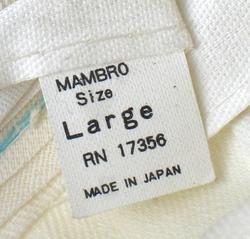 MAMBRO
Size
Large
RN 17356
MADE IN JAPAN